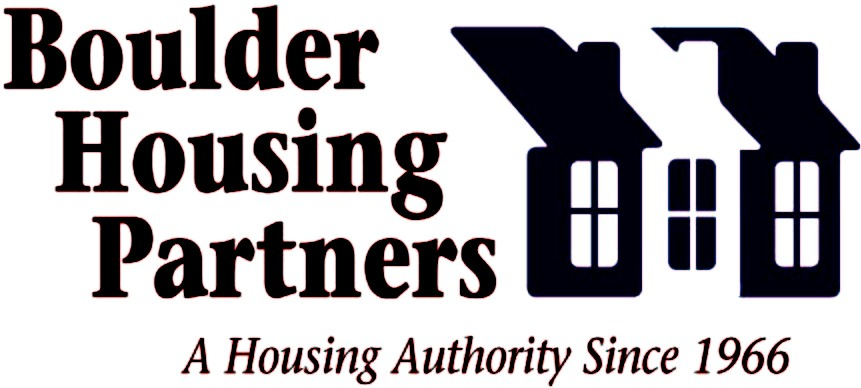 Boulder
Housing
Partners
A Housing Authority Since 1966